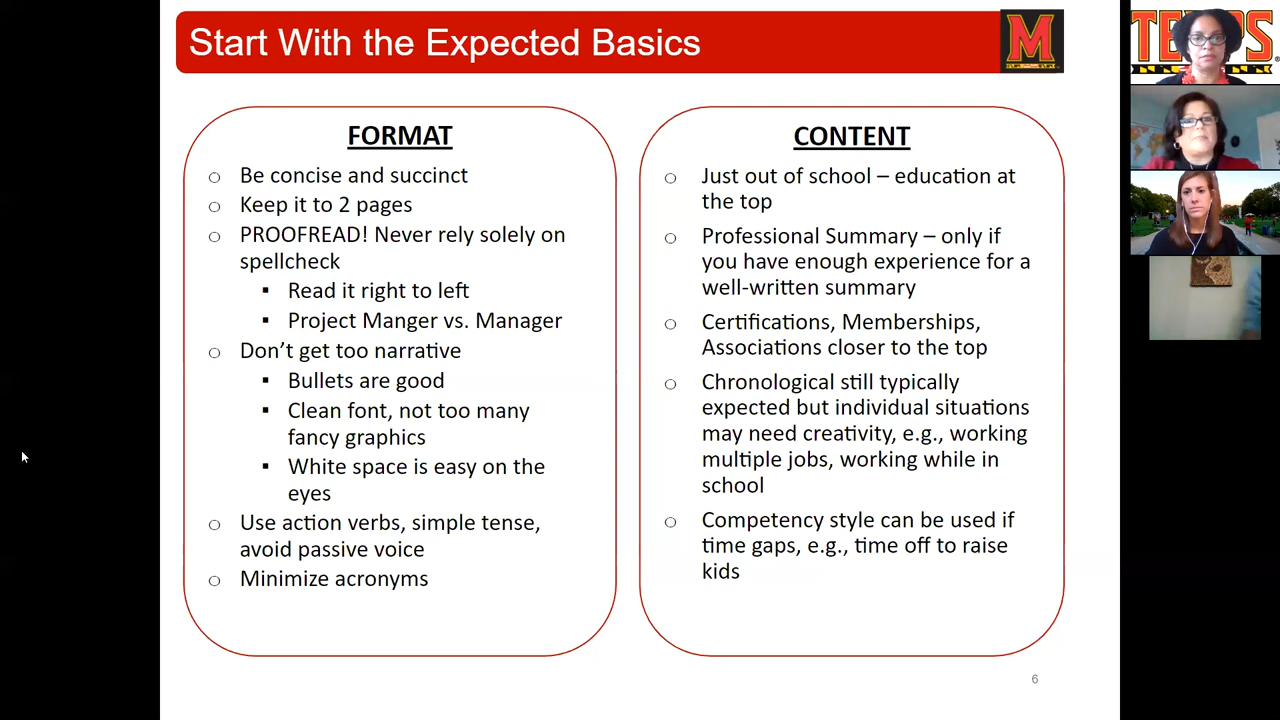 Start With the Expected Basics
M
FORMAT
Be concise and succinct
Keep it to 2 pages
PROOFREAD! Never rely solely on
spellcheck
Read it right to left
Project Manger vs. Manager
Don't get too narrative
Bullets are good
Clean font, not too many
fancy graphics
White space is easy on the
eyes
Use action verbs, simple tense,
avoid passive voice
Minimize acronyms
CONTENT
Just out of school – education at
the top
Professional Summary – only if
you have enough experience for a
well-written summary
Certifications, Memberships,
Associations closer to the top
Chronological still typically
expected but individual situations
may need creativity, e.g., working
multiple jobs, working while in
school
Competency style can be used if
time gaps, e.g., time off to raise
kids
6